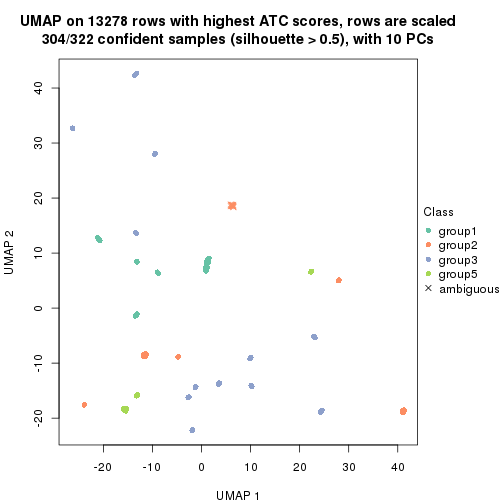 UMAP on 13278 rows with highest ATC scores, rows are scaled
304/322 confident samples (silhouette > 0.5), with 10 PCs
40
30
20
10
0
-10
-20
UMAP 2
-20
-10
0
10
20
30
40
UMAP 1
Class
group1
group2
group3
group5
ambiguous